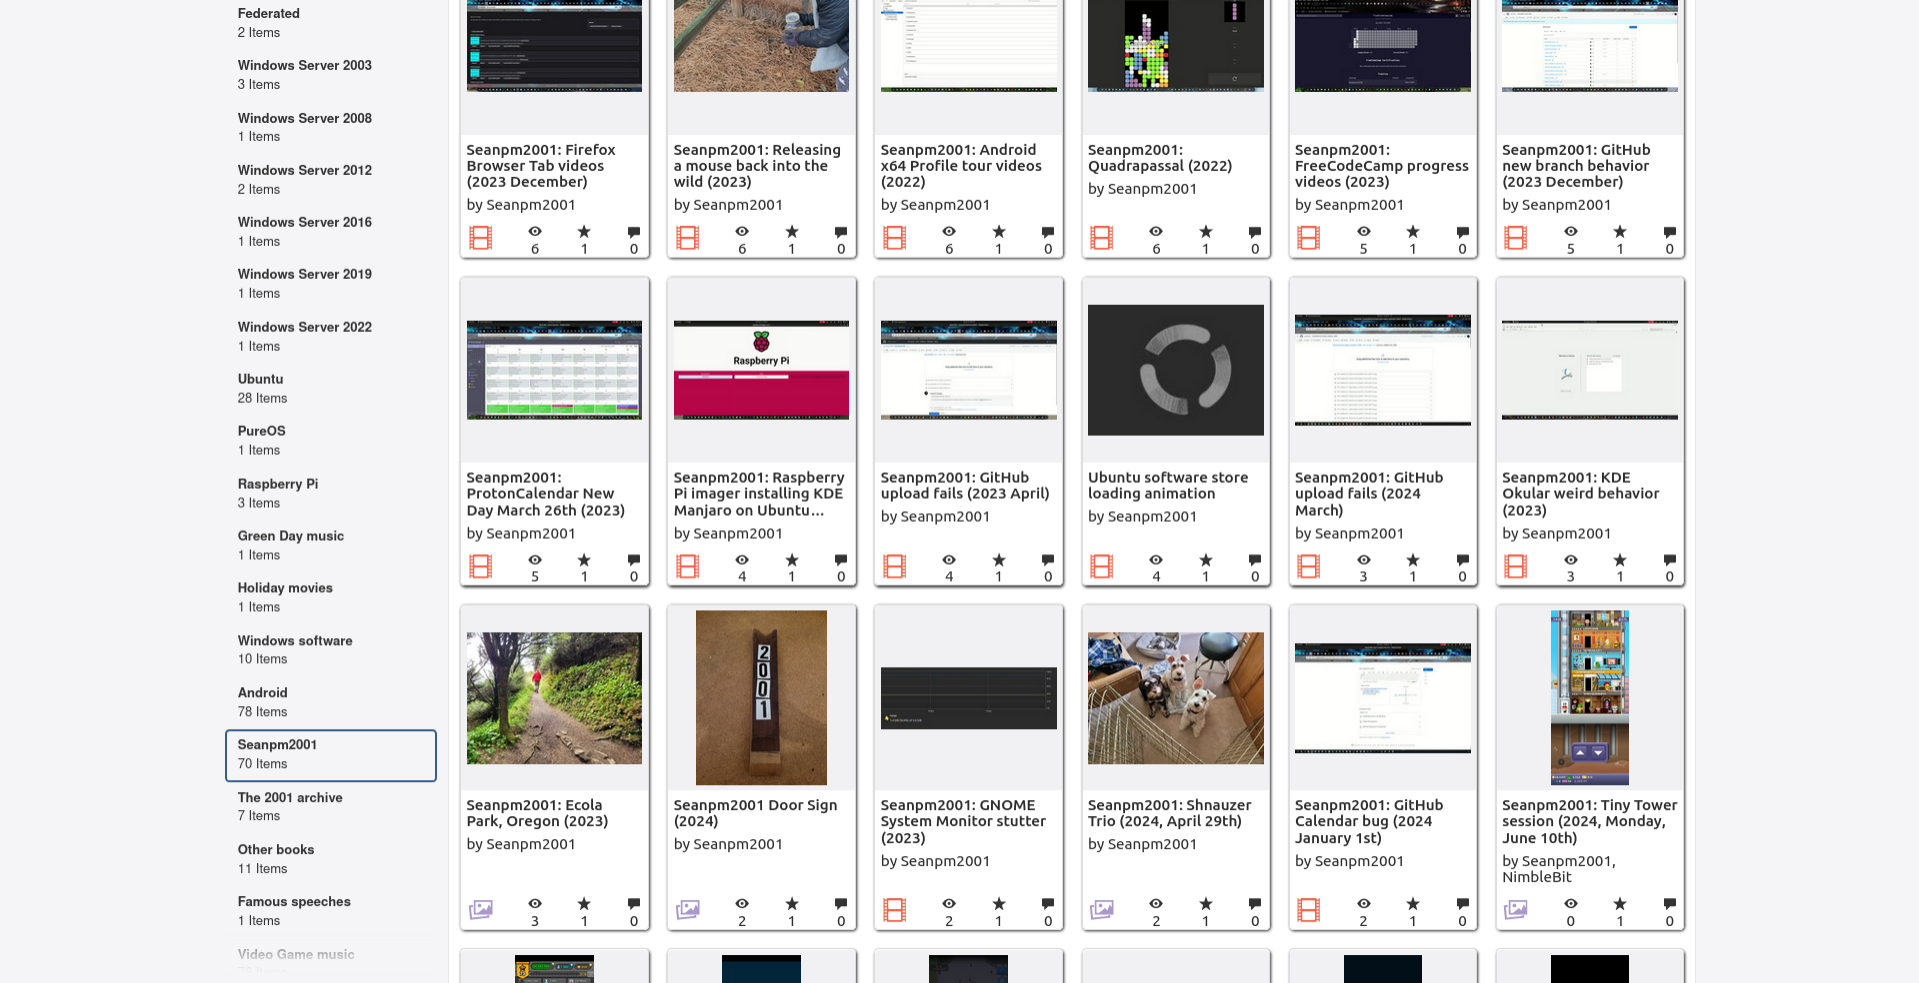 Federated
2 Items
Windows Server 2003
3 Items
Windows Server 2008
1 Items
Windows Server 2012
2 Items
Windows Server 2016
1 Items
Windows Server 2019
1 Items
Windows Server 2022
1 Items
Ubuntu
28 Items
PureOS
1 Items
Raspberry Pi
3 Items
Green Day music
1 Items
Holiday movies
1 Items
Windows software
10 Items
Android
78 Items
Seanpm2001
70 Items
The 2001 archive
7 Items
Other books
11 Items
Famous speeches
1 Items
Video Game music
Seanpm2001: Firefox
Browser Tab videos
(2023 December)
by Seanpm2001
6 1 0
Seanpm2001: Releasing
a mouse back into the
wild (2023)
by Seanpm2001
6 1 0
Seanpm2001: Android
x64 Profile tour videos
(2022)
by Seanpm2001
6 1 0
Seanpm2001:
Quadrapassal (2022)
by Seanpm2001
6 1 0
Seanpm2001:
FreeCodeCamp progress
videos (2023)
by Seanpm2001
5 1 0
Seanpm2001: GitHub
new branch behavior
(2023 December)
by Seanpm2001
5 1 0
Seanpm2001:
ProtonCalendar New
Day March 26th (2023)
by Seanpm2001
5 1 0
Raspberry Pi
Seanpm2001: Raspberry
Pi imager installing KDE
Manjaro on Ubuntu...
by Seanpm2001
4 1 0
Seanpm2001: GitHub
upload fails (2023 April)
by Seanpm2001
4 1 0
Ubuntu software store
loading animation
by Seanpm2001
4 1 0
Seanpm2001: GitHub
upload fails (2024
March)
by Seanpm2001
3 1 0
Seanpm2001: KDE
Okular weird behavior
(2023)
by Seanpm2001
3 1 0
Seanpm2001: Ecola
Park, Oregon (2023)
by Seanpm2001
3 1 0
2
0
0
1
Seanpm2001 Door Sign
(2024)
by Seanpm2001
2 1 0
Seanpm2001: GNOME
System Monitor stutter
(2023)
by Seanpm2001
2 1 0
Seanpm2001: Shnauzer
Trio (2024, April 29th)
by Seanpm2001
2 1 0
Seanpm2001: GitHub
Calendar bug (2024
January 1st)
by Seanpm2001
2 1 0
Seanpm2001: Tiny Tower
session (2024, Monday,
June 10th)
by Seanpm2001,
NimbleBit
0 1 0